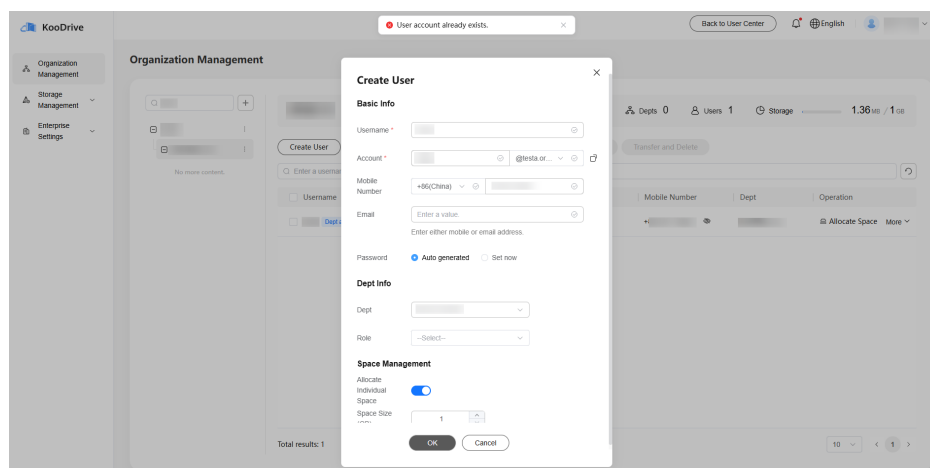 KooDrive
User account already exists.
Back to User Center
English
Organization Management
Storage Management
Enterprise Settings
Organization Management
No more content.
Depts 0 Users 1 Storage 1.36 MB / 1 GB
Create User
Transfer and Delete
Enter a userna
Username Mobile Number Dept Operation
Dept a
Allocate Space More
Total results: 1
10
1
Create User
Basic Info
Username *
Account * @testa.or...
Mobile Number +86(China)
Email Enter a value.
Enter either mobile or email address.
Password Auto generated Set now
Dept Info
Dept
Role --Select--
Space Management
Allocate Individual Space
Space Size 1
OK Cancel